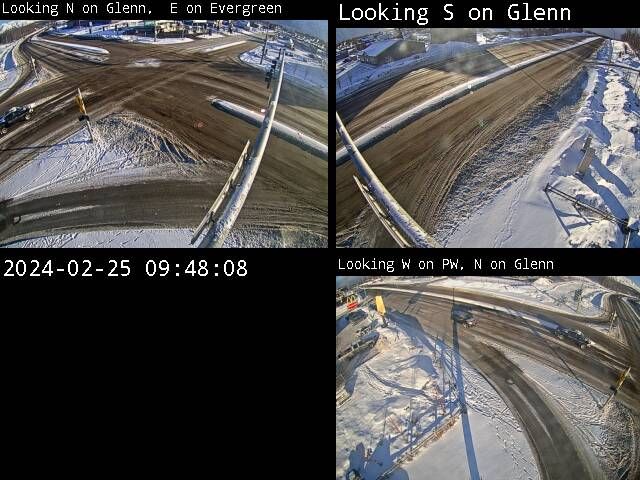 Looking N on Glenn, E on Evergreen
Looking S on Glenn
2024-02-25 09:48:08
Looking W on PW, N on Glenn